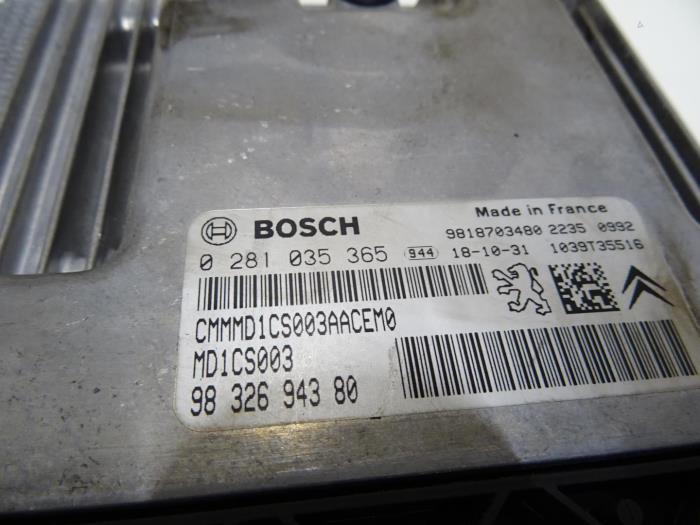 BOSCH
Made in France
9818703480 2235 0992
0 281 035 365 944 18-10-31 1039T35516
CMMMD1CS003AACEM0
MD1CS003
98 326 943 80